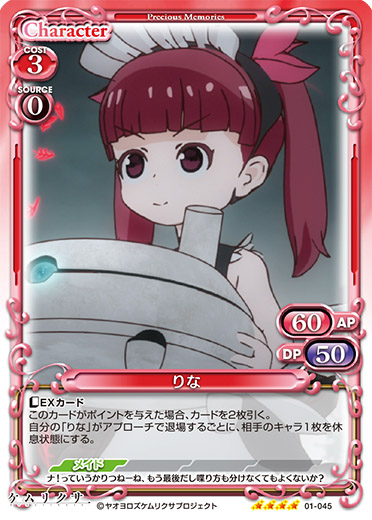 Precious Memories
Character
COST
3
SOURCE
0
60 AP
DP 50
りな
EXカード
このカードがポイントを与えた場合、カードを2枚引く。
自分の「りな」がアプローチで退場するごとに、相手のキャラ1枚を休
息状態にする。
メイド
ナ！っていうかりつねーね、もう最後だし喋り方も分けなくてもよくないか？
ケムリクサ
©ヤオヨロズケムリクサプロジェクト
01-045